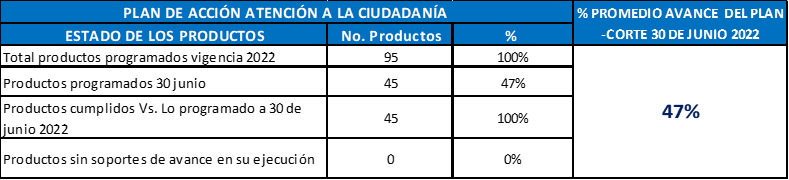 PLAN DE ACCIÓN ATENCIÓN A LA CIUDADANÍA
% PROMEDIO AVANCE DEL PLAN
-CORTE 30 DE JUNIO 2022
ESTADO DE LOS PRODUCTOS No. Productos %
Total productos programados vigencia 2022 95 100%
Productos programados 30 junio 45 47%
Productos cumplidos Vs. Lo programado a 30 de
junio 2022 45 100%
Productos sin soportes de avance en su ejecución 0 0%
47%